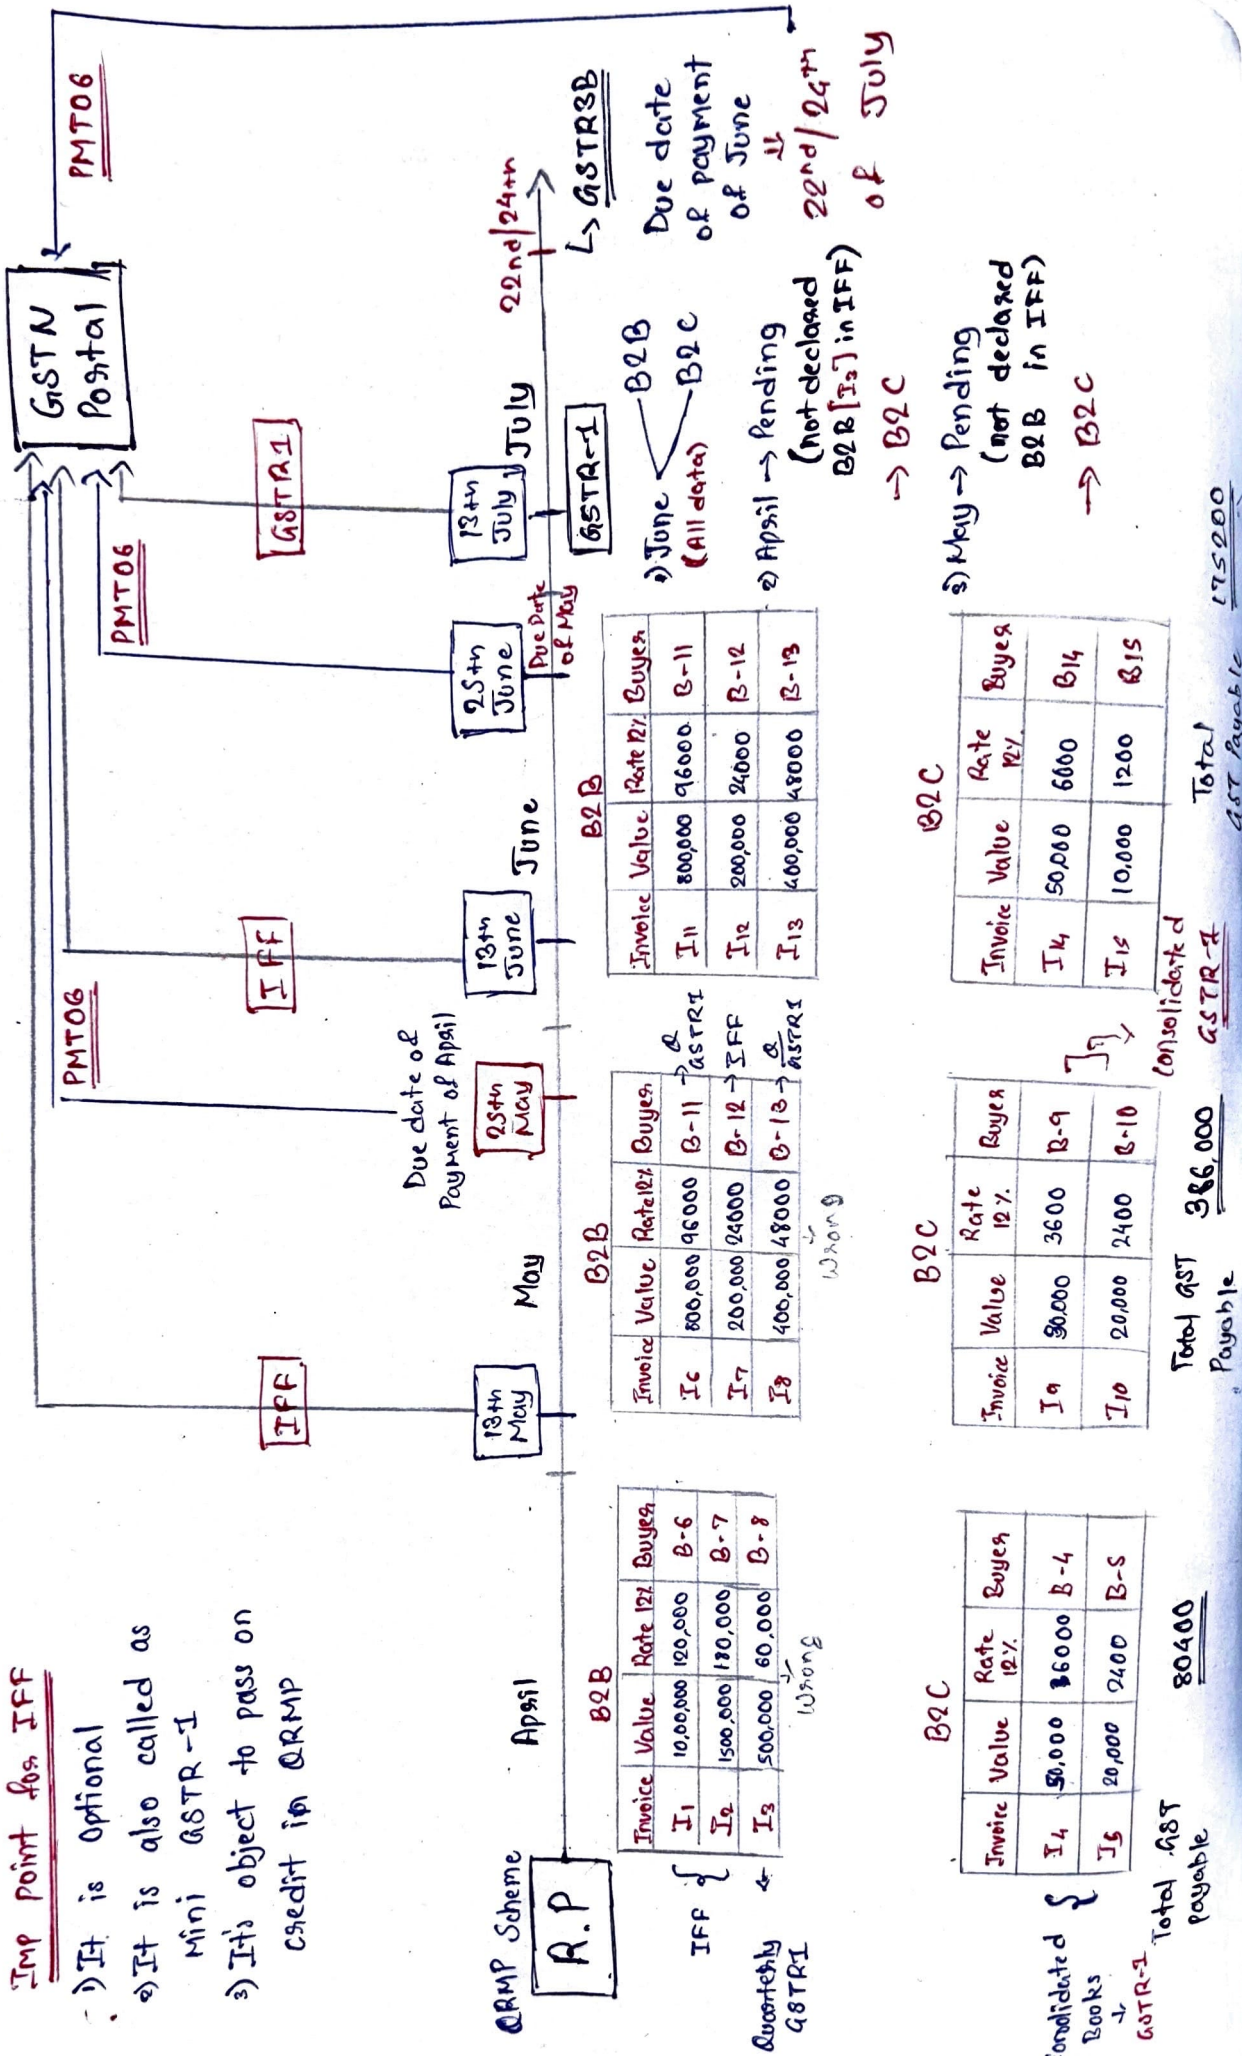 IMP Point for IFF
1) It is Optional
2) It is also called as
Mini GSTR-1
3) It's object to pass on
credit in QRMP
GSTN
Portal
PMT06
PMT06
PMT06
IFF
IFF
GSTR1
QRMP Scheme
R.P
April
13th
May
May
Due date of
Payment of April
25th
May
13th
June
June
25th
June
Due Date
of May
13th
July
July
GSTR-1
22nd/24th
↳ GSTR3B
Due date
of payment
of June
⇓
22nd/24th
of July
1) June B2B
B2C
(All data)
2) April → Pending
(not declared
B2B [I3] in IFF)
→ B2C
3) May → Pending
(not declared
B2B in IFF)
→ B2C
B2B
Invoice Value Rate 12% Buyer
I1 10,00,000 120,000 B-6
I2 1500,000 180,000 B-7
I3 500,000 60,000 B-8
IFF {
←
Quarterly
GSTR1
Wrong
B2B
Invoice Value Rate12% Buyer
I6 800,000 96000 B-11 → Q GSTR1
I7 200,000 24000 B-12 → IFF
I8 400,000 48000 B-13 → Q GSTR1
Wrong
B2B
Invoice Value Rate 12% Buyer
I11 800,000 96000 B-11
I12 200,000 24000 B-12
I13 400,000 48000 B-13
B2C
Invoice Value Rate 12% Buyer
I4 50,000 36000 B-4
I5 20,000 2400 B-5
Books
↓
GSTR-1
Total GST
payable
80400
B2C
Invoice Value Rate 12% Buyer
I9 30,000 3600 B-9
I10 20,000 2400 B-10
Total GST
Payable
386,000
Consolidated
GSTR-1
B2C
Invoice Value Rate 12% Buyer
I14 50,000 6000 B14
I15 10,000 1200 B15
Total
GST Payable
175200